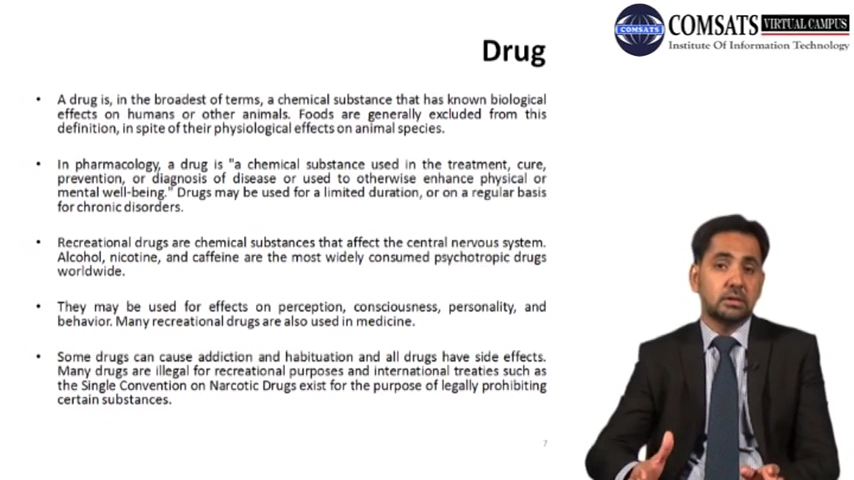 COMSATS
COMSATS VIRTUAL CAMPUS
Institute Of Information Technology
Drug
• A drug is, in the broadest of terms, a chemical substance that has known biological
effects on humans or other animals. Foods are generally excluded from this
definition, in spite of their physiological effects on animal species.
• In pharmacology, a drug is "a chemical substance used in the treatment, cure,
prevention, or diagnosis of disease or used to otherwise enhance physical or
mental well-being." Drugs may be used for a limited duration, or on a regular basis
for chronic disorders.
• Recreational drugs are chemical substances that affect the central nervous system.
Alcohol, nicotine, and caffeine are the most widely consumed psychotropic drugs
worldwide.
• They may be used for effects on perception, consciousness, personality, and
behavior. Many recreational drugs are also used in medicine.
• Some drugs can cause addiction and habituation and all drugs have side effects.
Many drugs are illegal for recreational purposes and international treaties such as
the Single Convention on Narcotic Drugs exist for the purpose of legally prohibiting
certain substances.
7